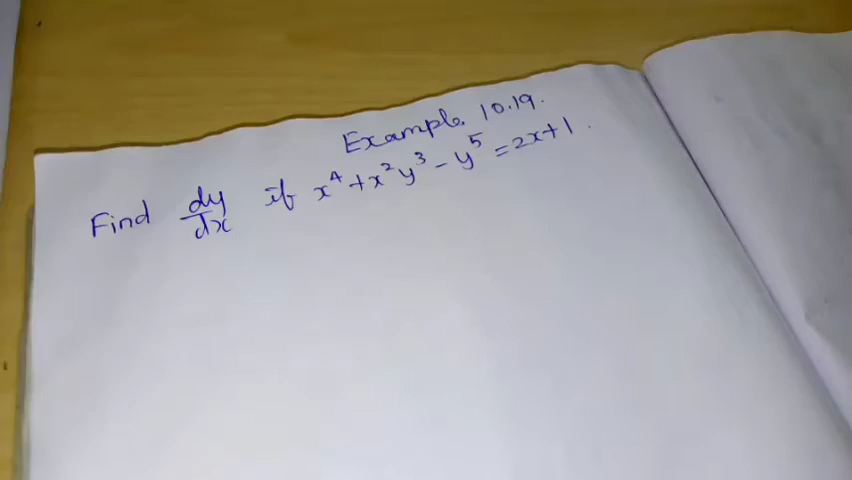 Example 10.19.
Find dy/dx if x⁴+x²y³-y⁵=2x+1.